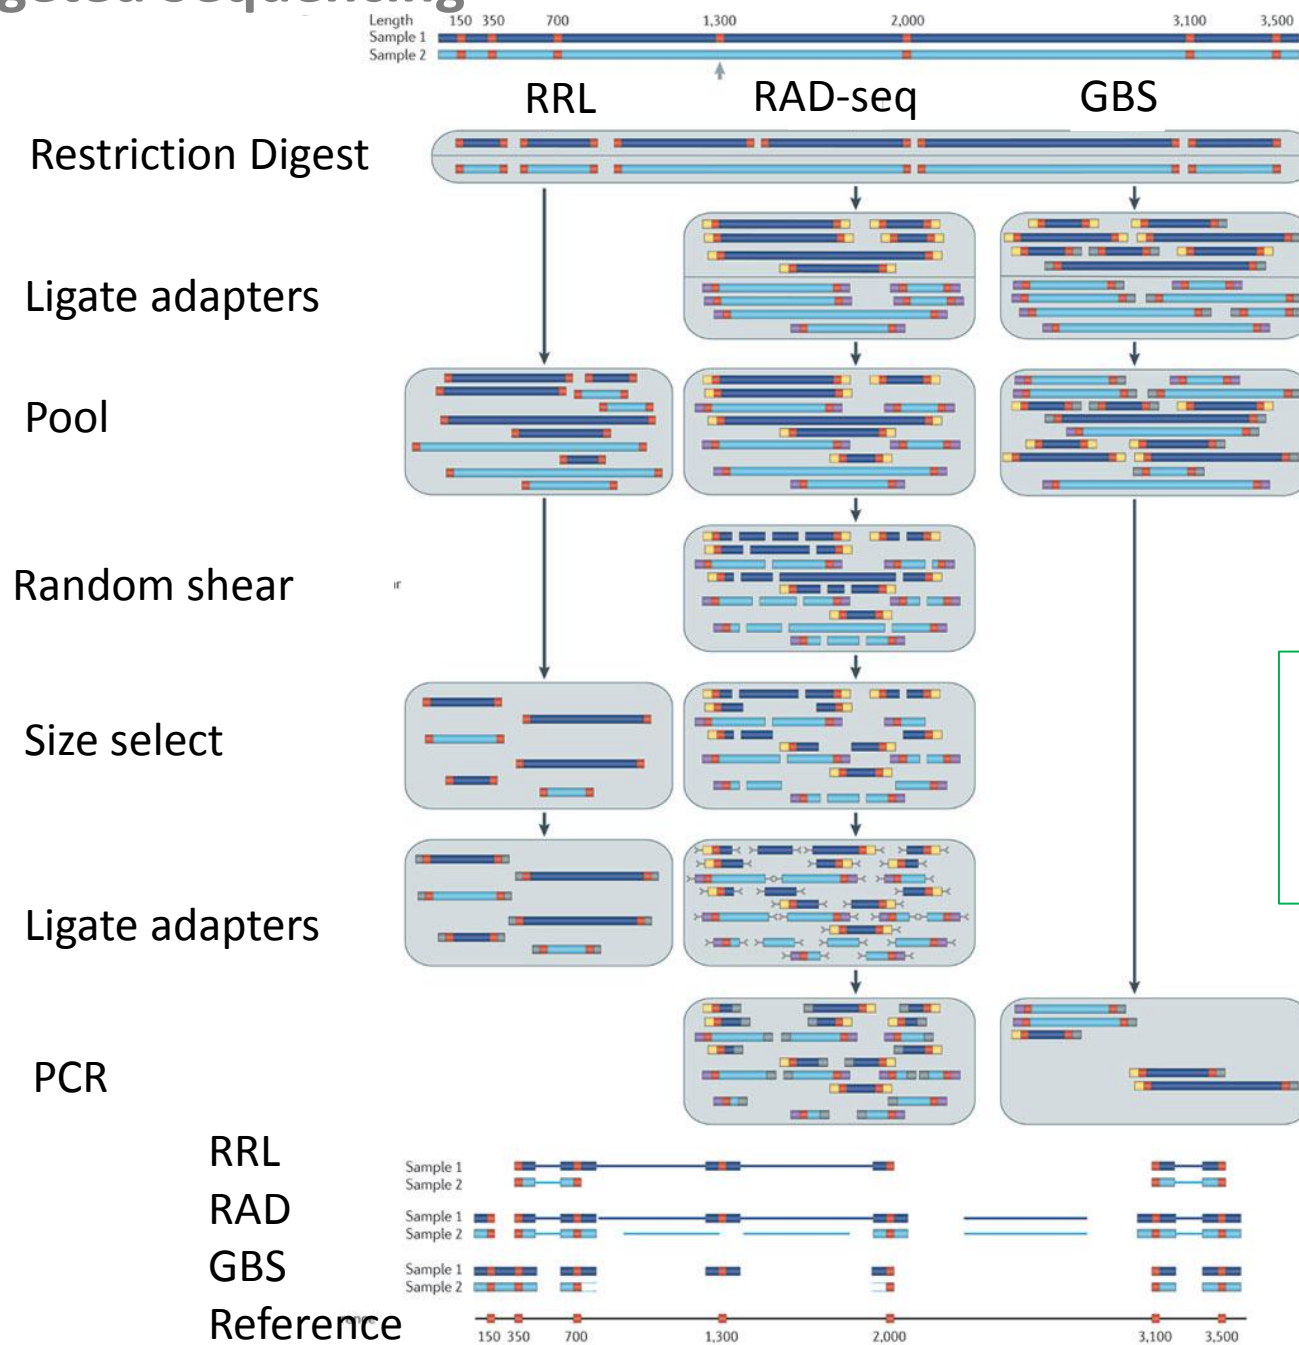 geted sequencing
Length 150 350 700 1,300 2,000 3,100 3,500
Sample 1
Sample 2
RRL RAD-seq GBS
Restriction Digest
Ligate adapters
Pool
Random shear
Size select
Ligate adapters
PCR
RRL
Sample 1
Sample 2
RAD
Sample 1
Sample 2
GBS
Sample 1
Sample 2
Reference
150 350 700 1,300 2,000 3,100 3,500